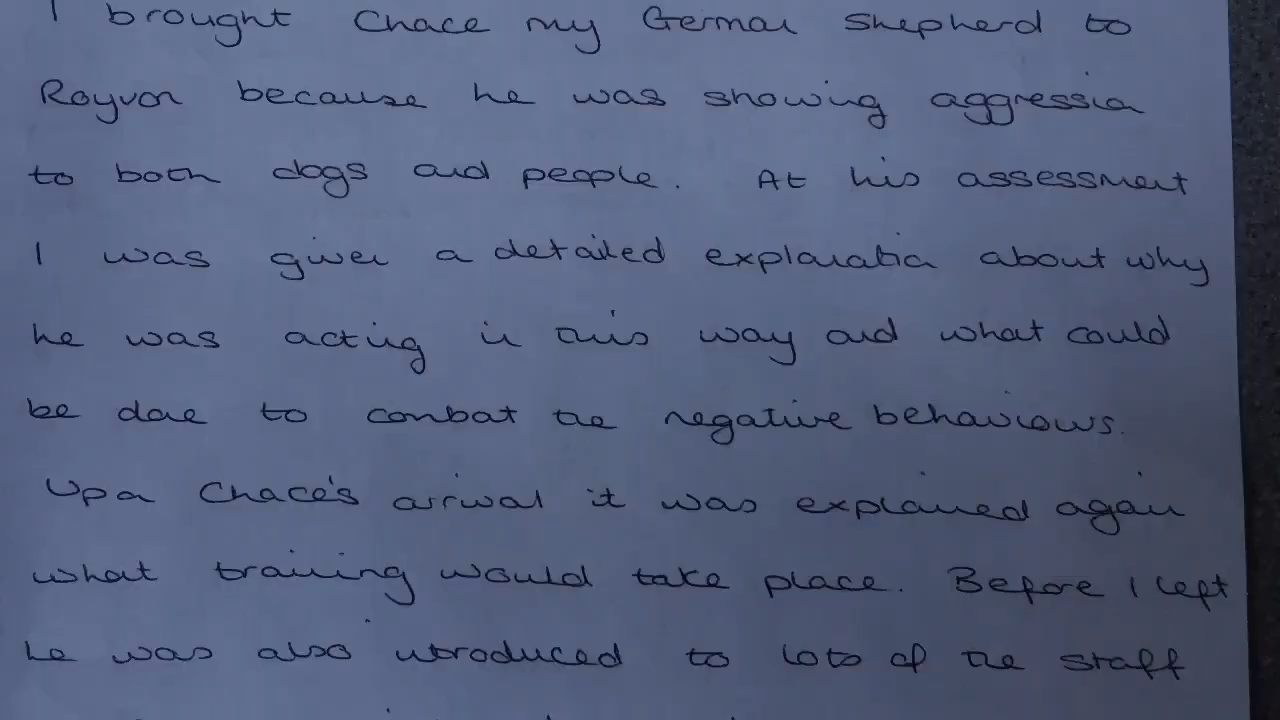 I brought Chace my German Shepherd to
Royvon because he was showing aggression
to both dogs and people. At his assessment
I was given a detailed explanation about why
he was acting in this way and what could
be done to combat the negative behaviours.
Upon Chace's arrival it was explained again
what training would take place. Before I left
he was also introduced to lots of the staff